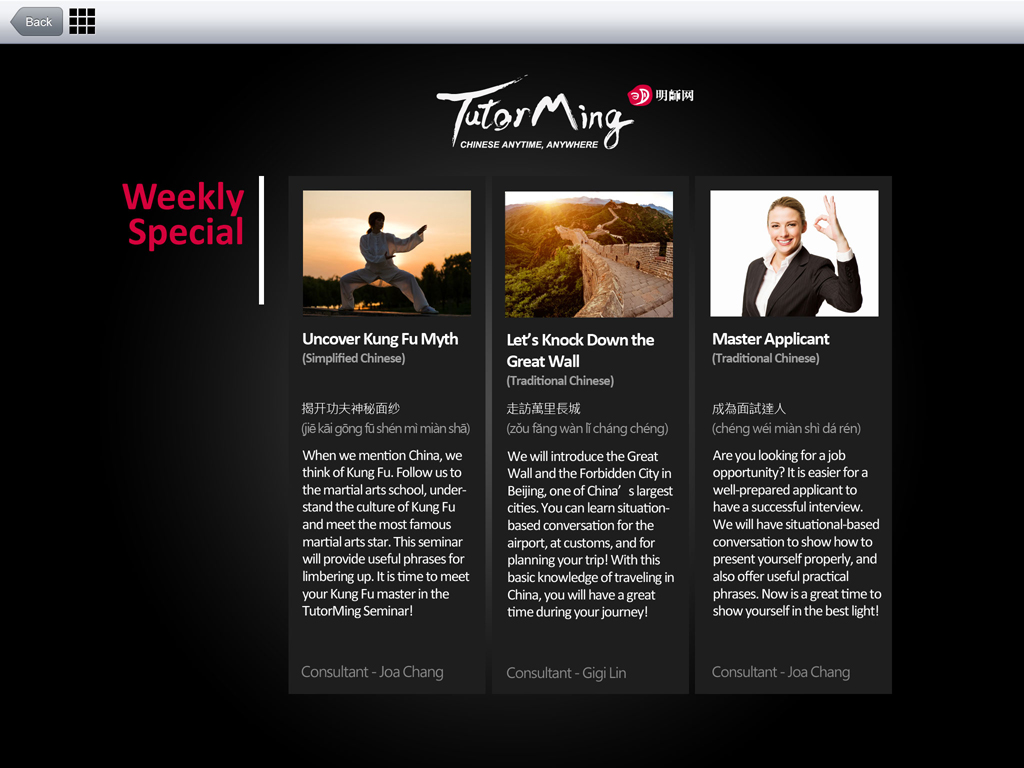 Back
TutorMing
明師网
CHINESE ANYTIME, ANYWHERE
Weekly
Special
Uncover Kung Fu Myth
(Simplified Chinese)
揭开功夫神秘面纱
(jiē kāi gōng fū shén mì miàn shā)
When we mention China, we
think of Kung Fu. Follow us to
the martial arts school, under-
stand the culture of Kung Fu
and meet the most famous
martial arts star. This seminar
will provide useful phrases for
limbering up. It is time to meet
your Kung Fu master in the
TutorMing Seminar!
Consultant - Joa Chang
Let's Knock Down the
Great Wall
(Traditional Chinese)
走訪萬里長城
(zǒu fǎng wàn lǐ cháng chéng)
We will introduce the Great
Wall and the Forbidden City in
Beijing, one of China’s largest
cities. You can learn situation-
based conversation for the
airport, at customs, and for
planning your trip! With this
basic knowledge of traveling in
China, you will have a great
time during your journey!
Consultant - Gigi Lin
Master Applicant
(Traditional Chinese)
成為面試達人
(chéng wéi miàn shì dá rén)
Are you looking for a job
opportunity? It is easier for a
well-prepared applicant to
have a successful interview.
We will have situational-based
conversation to show how to
present yourself properly, and
also offer useful practical
phrases. Now is a great time to
show yourself in the best light!
Consultant - Joa Chang